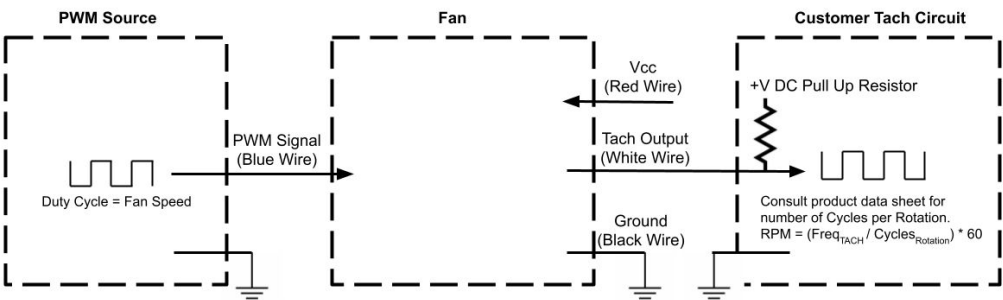 PWM Source
Fan
Customer Tach Circuit
Vcc
(Red Wire)
+V DC Pull Up Resistor
PWM Signal
(Blue Wire)
Tach Output
(White Wire)
Duty Cycle = Fan Speed
Consult product data sheet for
number of Cycles per Rotation.
RPM = (FreqTACH / CyclesRotation) * 60
Ground
(Black Wire)